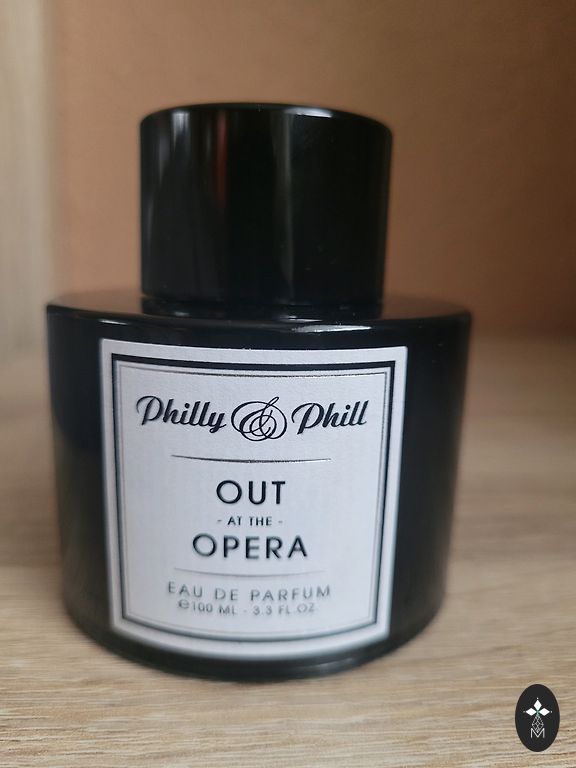 Philly & Phill
OUT
- AT THE -
OPERA
EAU DE PARFUM
℮100 ML - 3.3 FL.OZ.
M